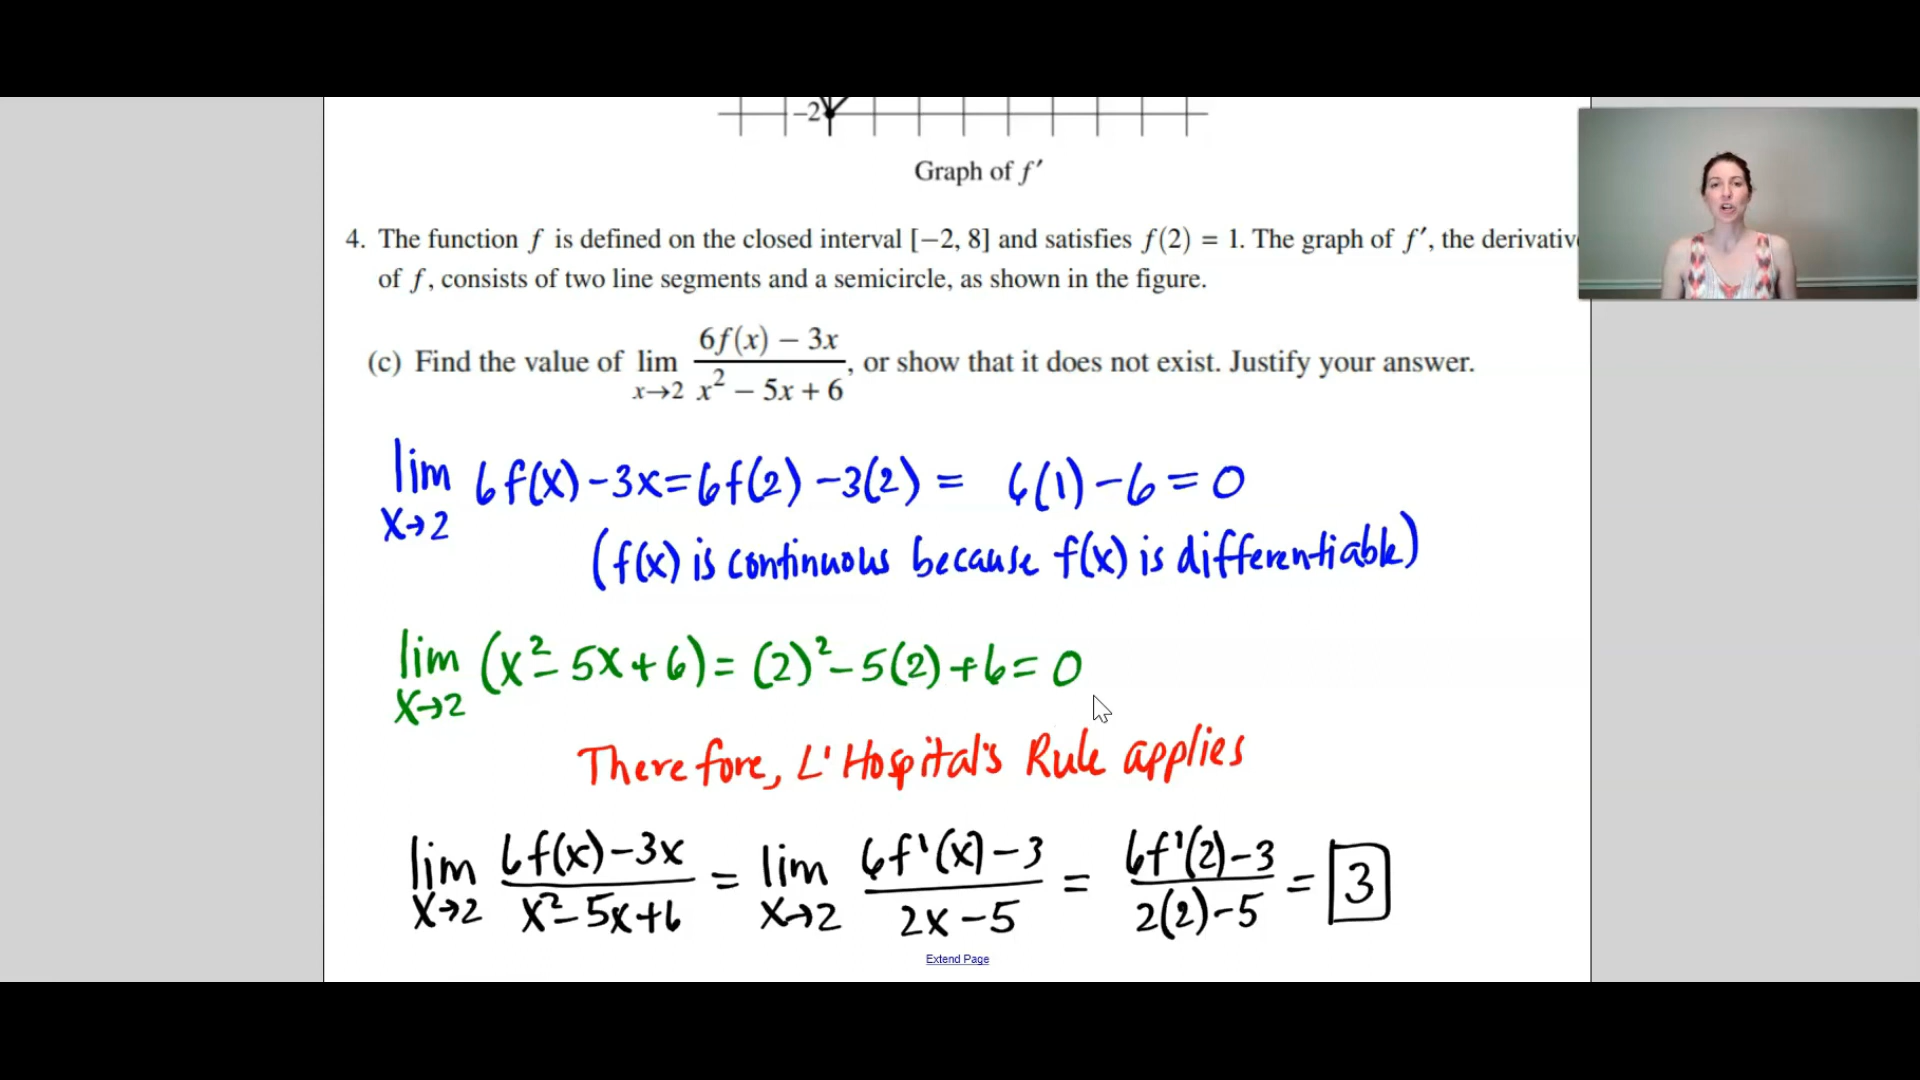 −2
Graph of f′
4. The function f is defined on the closed interval [−2, 8] and satisfies f(2) = 1. The graph of f′, the derivativ
of f, consists of two line segments and a semicircle, as shown in the figure.
(c) Find the value of lim x→2 (6f(x) − 3x)/(x² − 5x + 6), or show that it does not exist. Justify your answer.
lim x→2 6f(x)-3x = 6f(2) -3(2) = 6(1)-6 = 0
(f(x) is continuous because f(x) is differentiable)
lim x→2 (x²-5x+6) = (2)²-5(2)+6 = 0
Therefore, L'Hospital's Rule applies
lim x→2 (6f(x)-3x)/(x²-5x+6) = lim x→2 (6f'(x)-3)/(2x-5) = (6f'(2)-3)/(2(2)-5) = 3
Extend Page